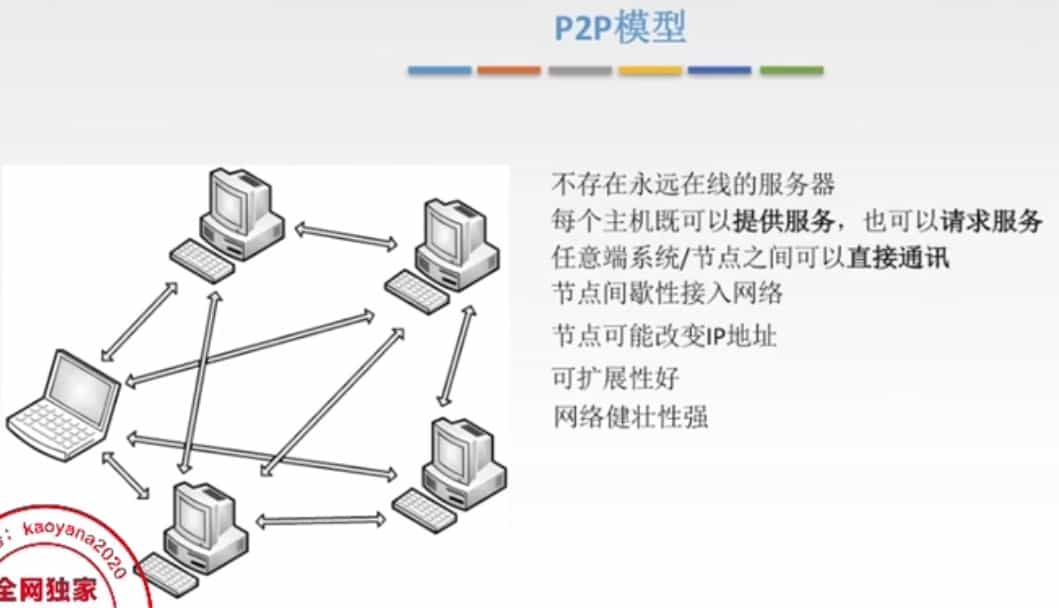 P2P模型
不存在永远在线的服务器
每个主机既可以提供服务，也可以请求服务
任意端系统/节点之间可以直接通讯
节点间歇性接入网络
节点可能改变IP地址
可扩展性好
网络健壮性强
：kaoyana2020
全网独家